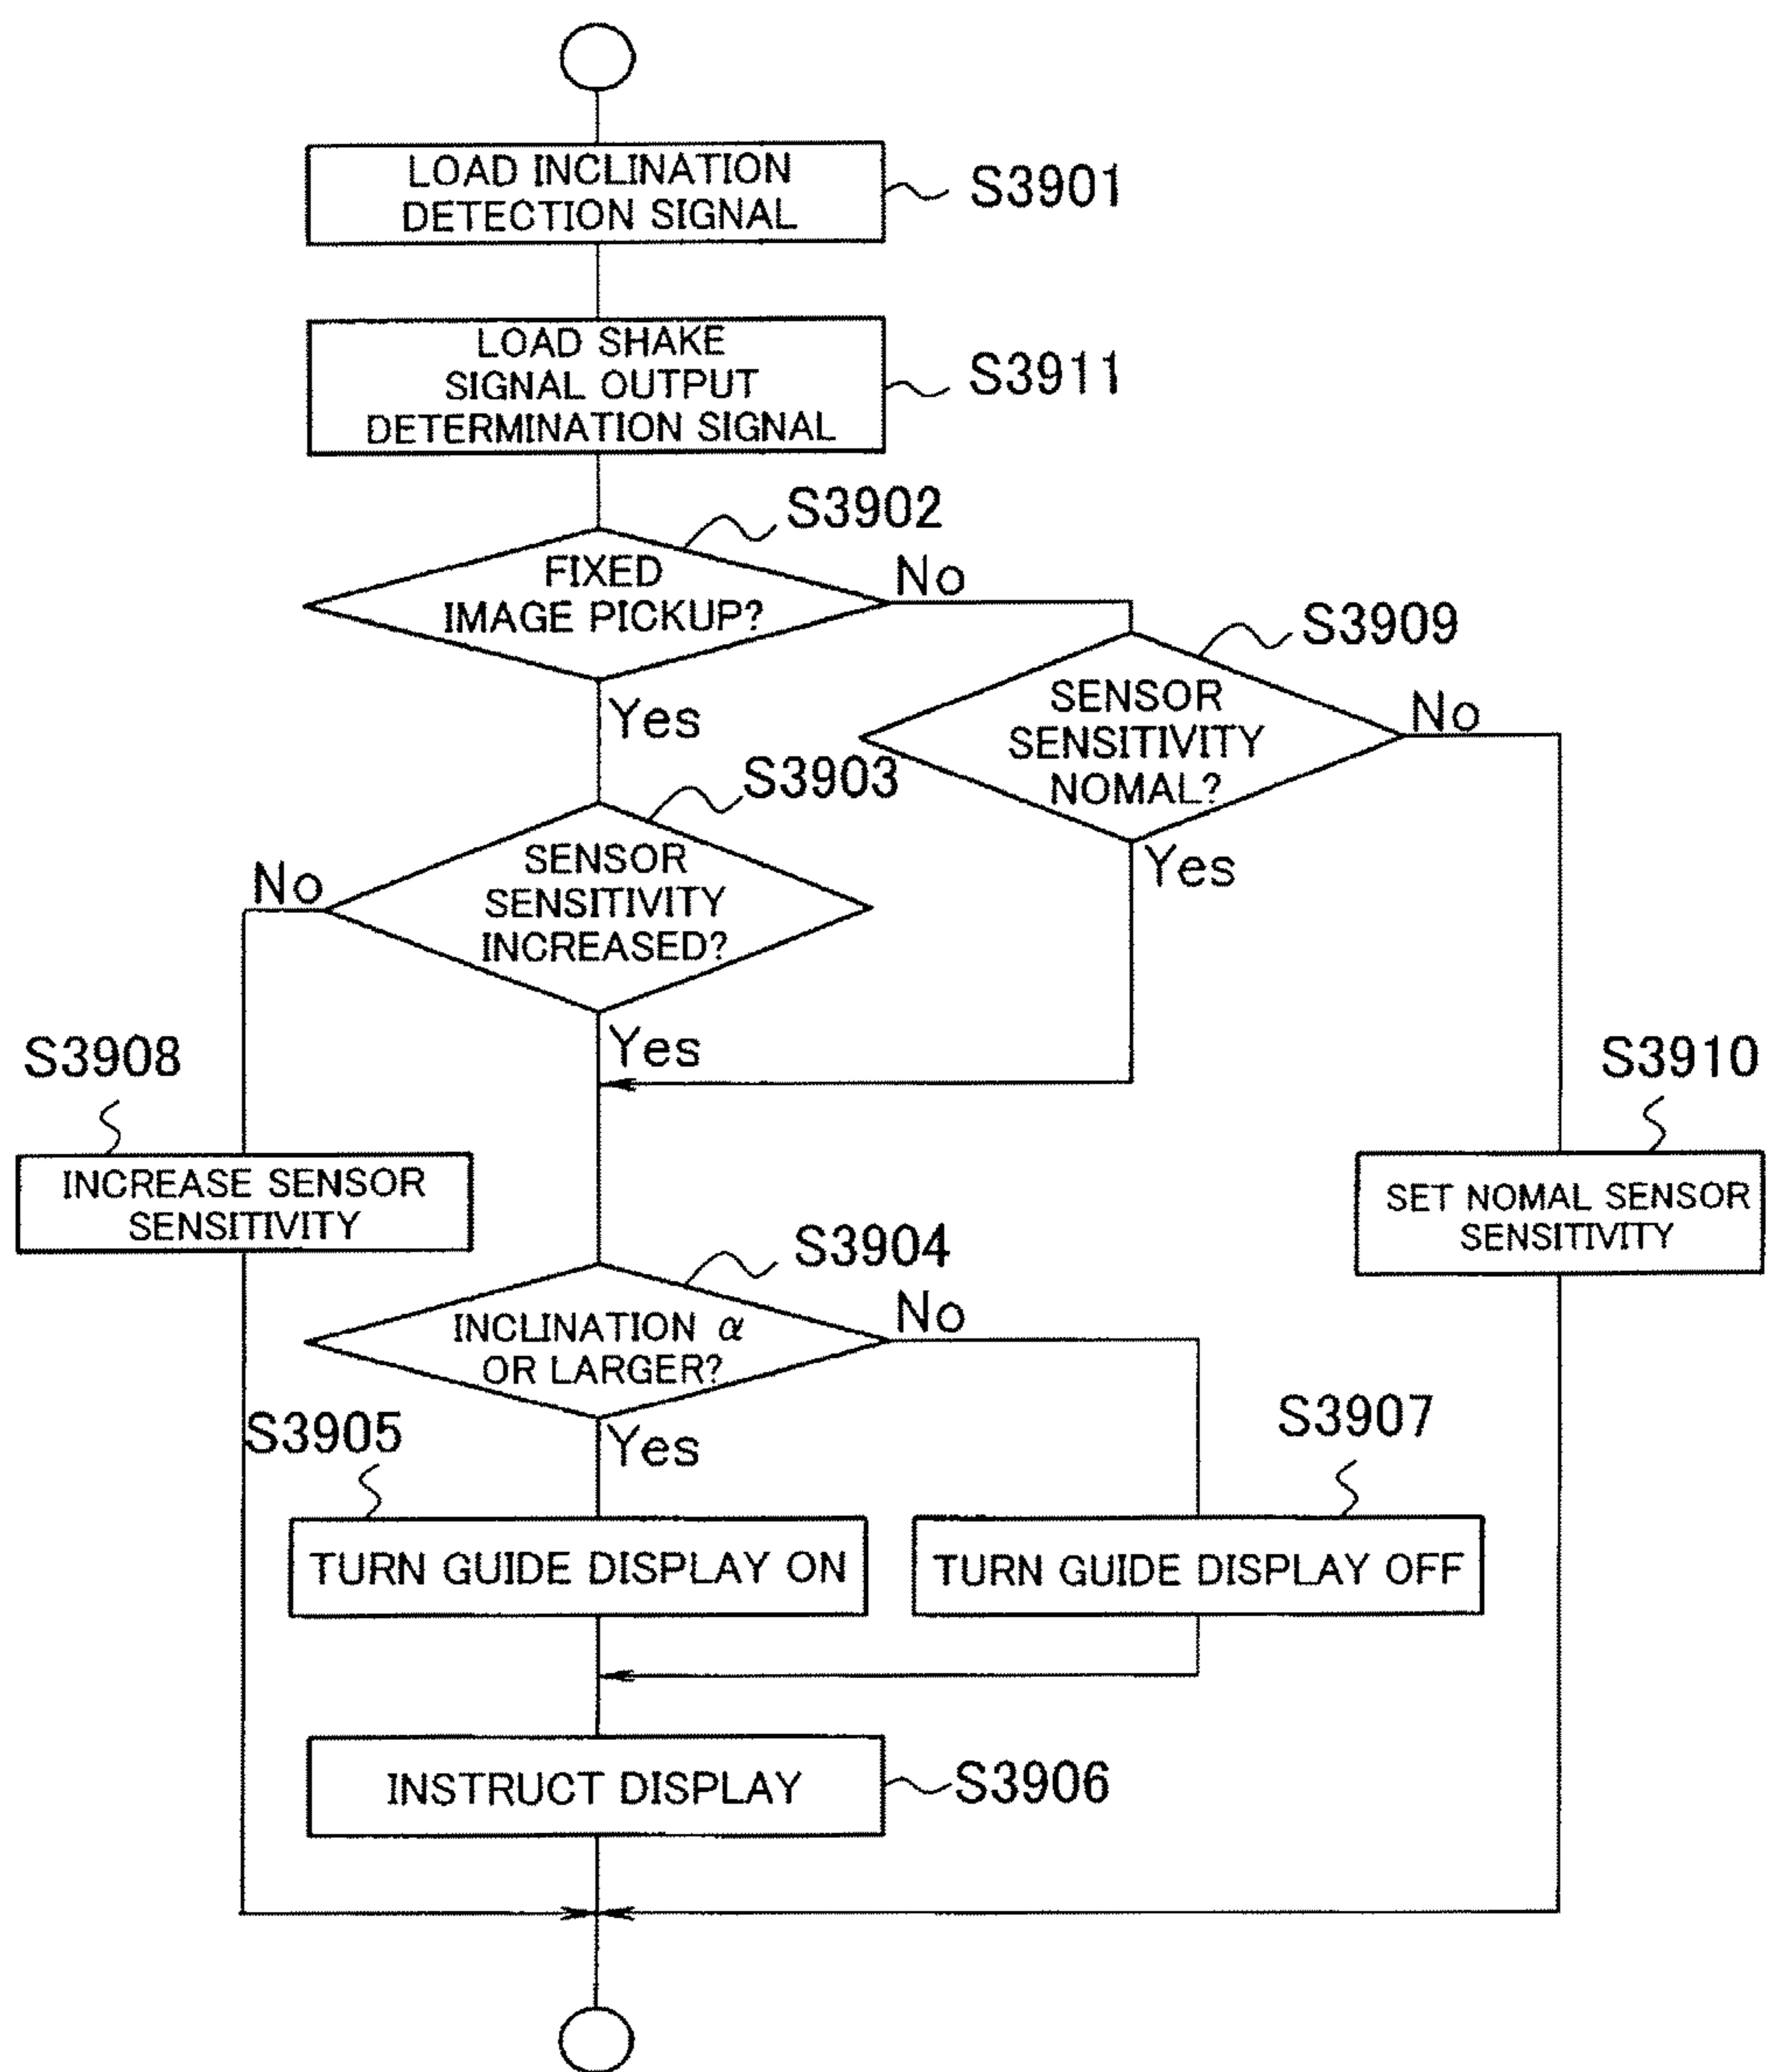 LOAD INCLINATION
DETECTION SIGNAL
S3901
LOAD SHAKE
SIGNAL OUTPUT
DETERMINATION SIGNAL
S3911
S3902
FIXED
IMAGE PICKUP?
No
Yes
S3909
SENSOR
SENSITIVITY
NOMAL?
No
Yes
S3903
SENSOR
SENSITIVITY
INCREASED?
No
Yes
S3908
INCREASE SENSOR
SENSITIVITY
S3910
SET NOMAL SENSOR
SENSITIVITY
S3904
INCLINATION α
OR LARGER?
No
Yes
S3905
TURN GUIDE DISPLAY ON
S3907
TURN GUIDE DISPLAY OFF
INSTRUCT DISPLAY
S3906